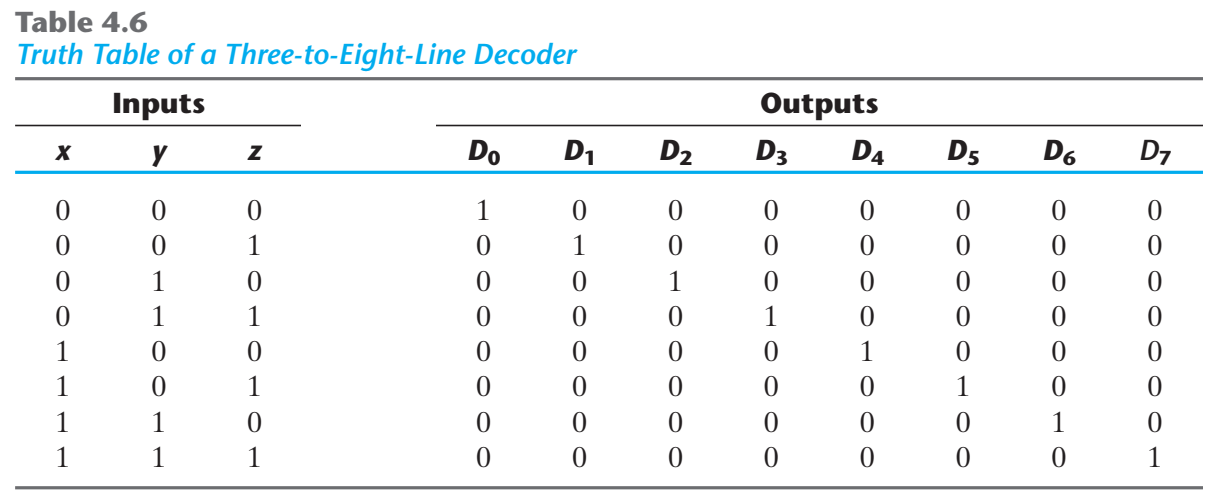 Table 4.6
Truth Table of a Three-to-Eight-Line Decoder
Inputs Outputs
x y z D₀ D₁ D₂ D₃ D₄ D₅ D₆ D₇
0 0 0 1 0 0 0 0 0 0 0
0 0 1 0 1 0 0 0 0 0 0
0 1 0 0 0 1 0 0 0 0 0
0 1 1 0 0 0 1 0 0 0 0
1 0 0 0 0 0 0 1 0 0 0
1 0 1 0 0 0 0 0 1 0 0
1 1 0 0 0 0 0 0 0 1 0
1 1 1 0 0 0 0 0 0 0 1